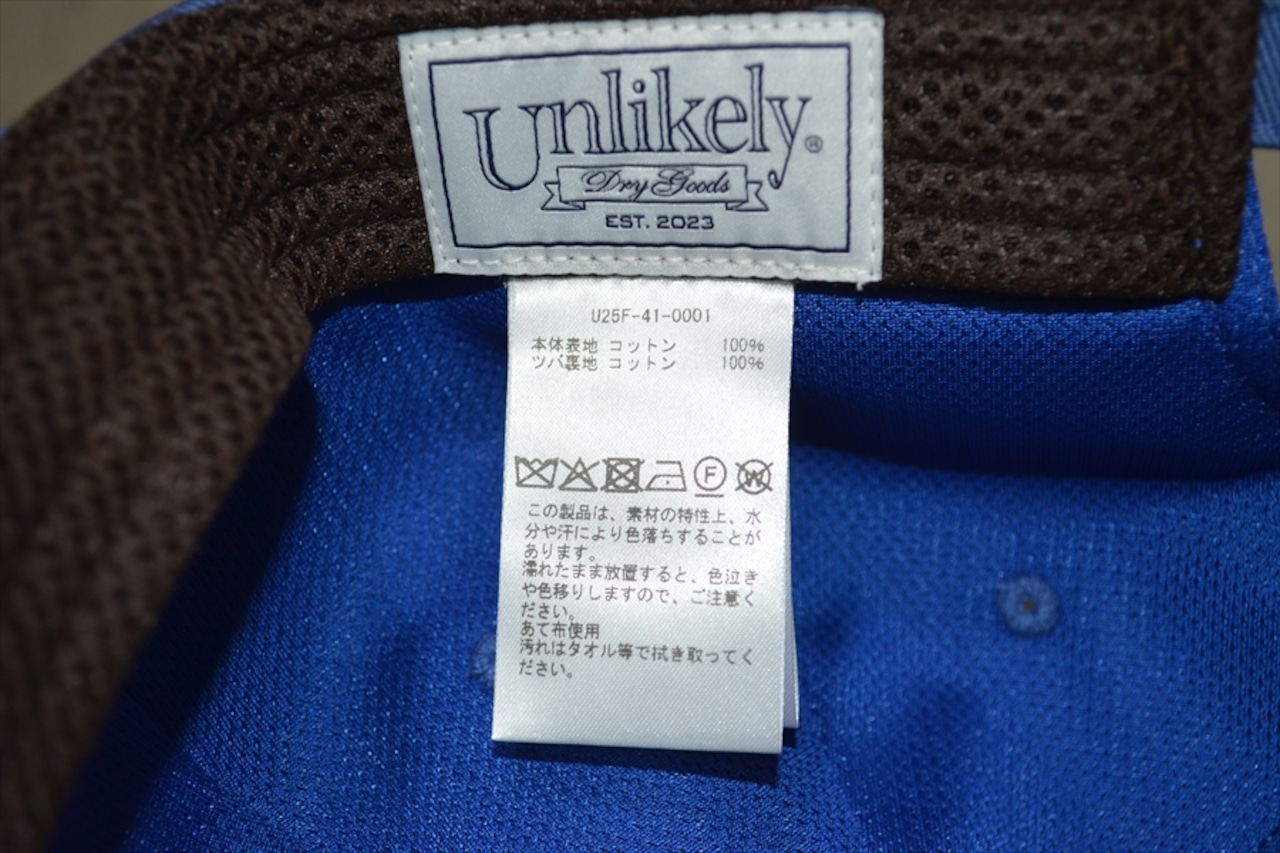 Unlikely®
Dry Goods
EST. 2023
U25F-41-0001
本体表地 コットン 100%
ツバ裏地 コットン 100%
F
W
この製品は、素材の特性上、水
分や汗により色落ちすることが
あります。
濡れたまま放置すると、色泣き
や色移りしますので、ご注意く
ださい。
あて布使用
汚れはタオル等で拭き取ってく
ださい。